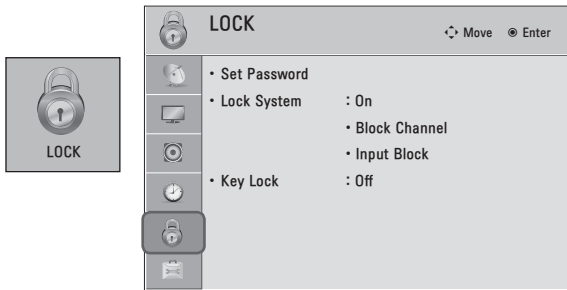 LOCK
LOCK
Move Enter
• Set Password
• Lock System : On
• Block Channel
• Input Block
• Key Lock : Off